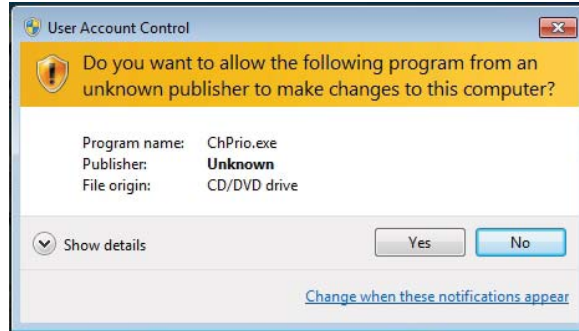 User Account Control
Do you want to allow the following program from an
unknown publisher to make changes to this computer?
Program name: ChPrio.exe
Publisher: Unknown
File origin: CD/DVD drive
Show details
Yes
No
Change when these notifications appear